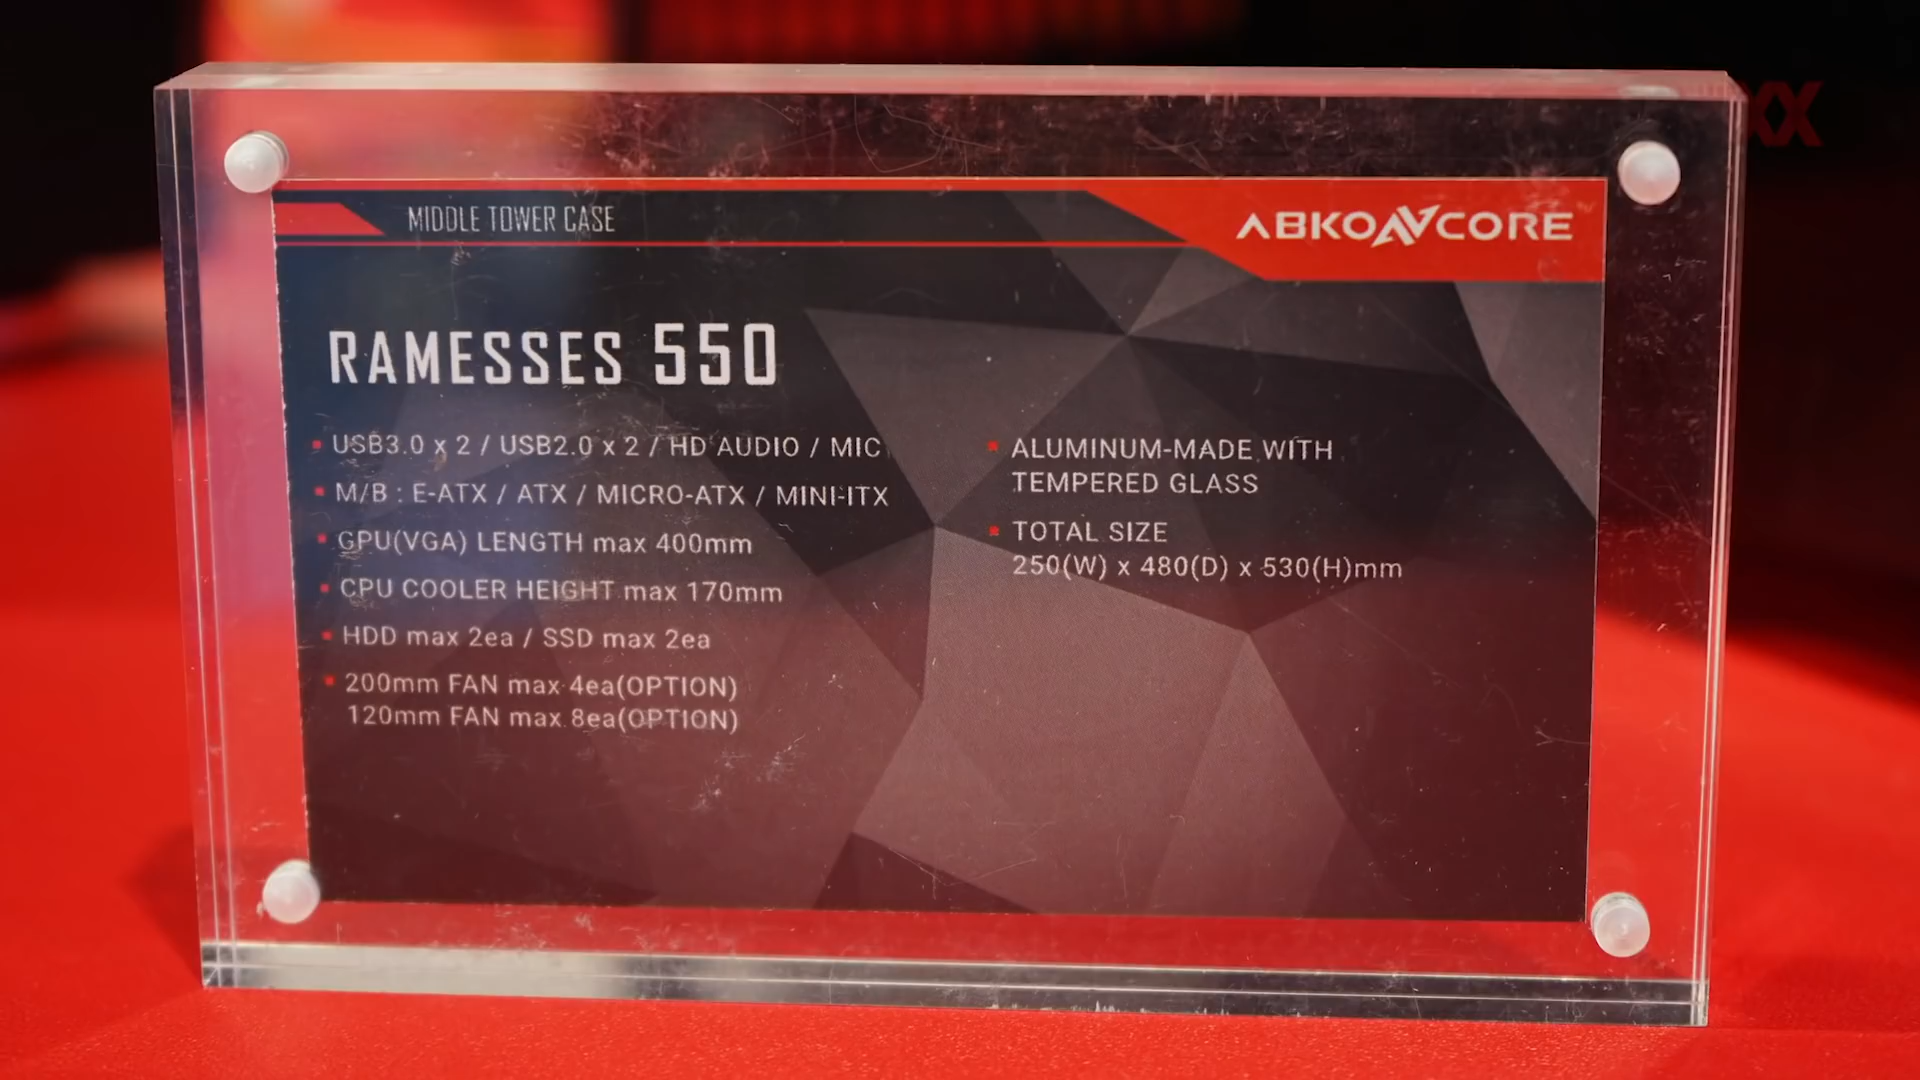 MIDDLE TOWER CASE
ABKONCORE
RAMESSES 550
USB3.0 x 2 / USB2.0 x 2 / HD AUDIO / MIC
M/B : E-ATX / ATX / MICRO-ATX / MINI-ITX
GPU(VGA) LENGTH max 400mm
CPU COOLER HEIGHT max 170mm
HDD max 2ea / SSD max 2ea
200mm FAN max 4ea(OPTION)
120mm FAN max 8ea(OPTION)
ALUMINUM-MADE WITH
TEMPERED GLASS
TOTAL SIZE
250(W) x 480(D) x 530(H)mm